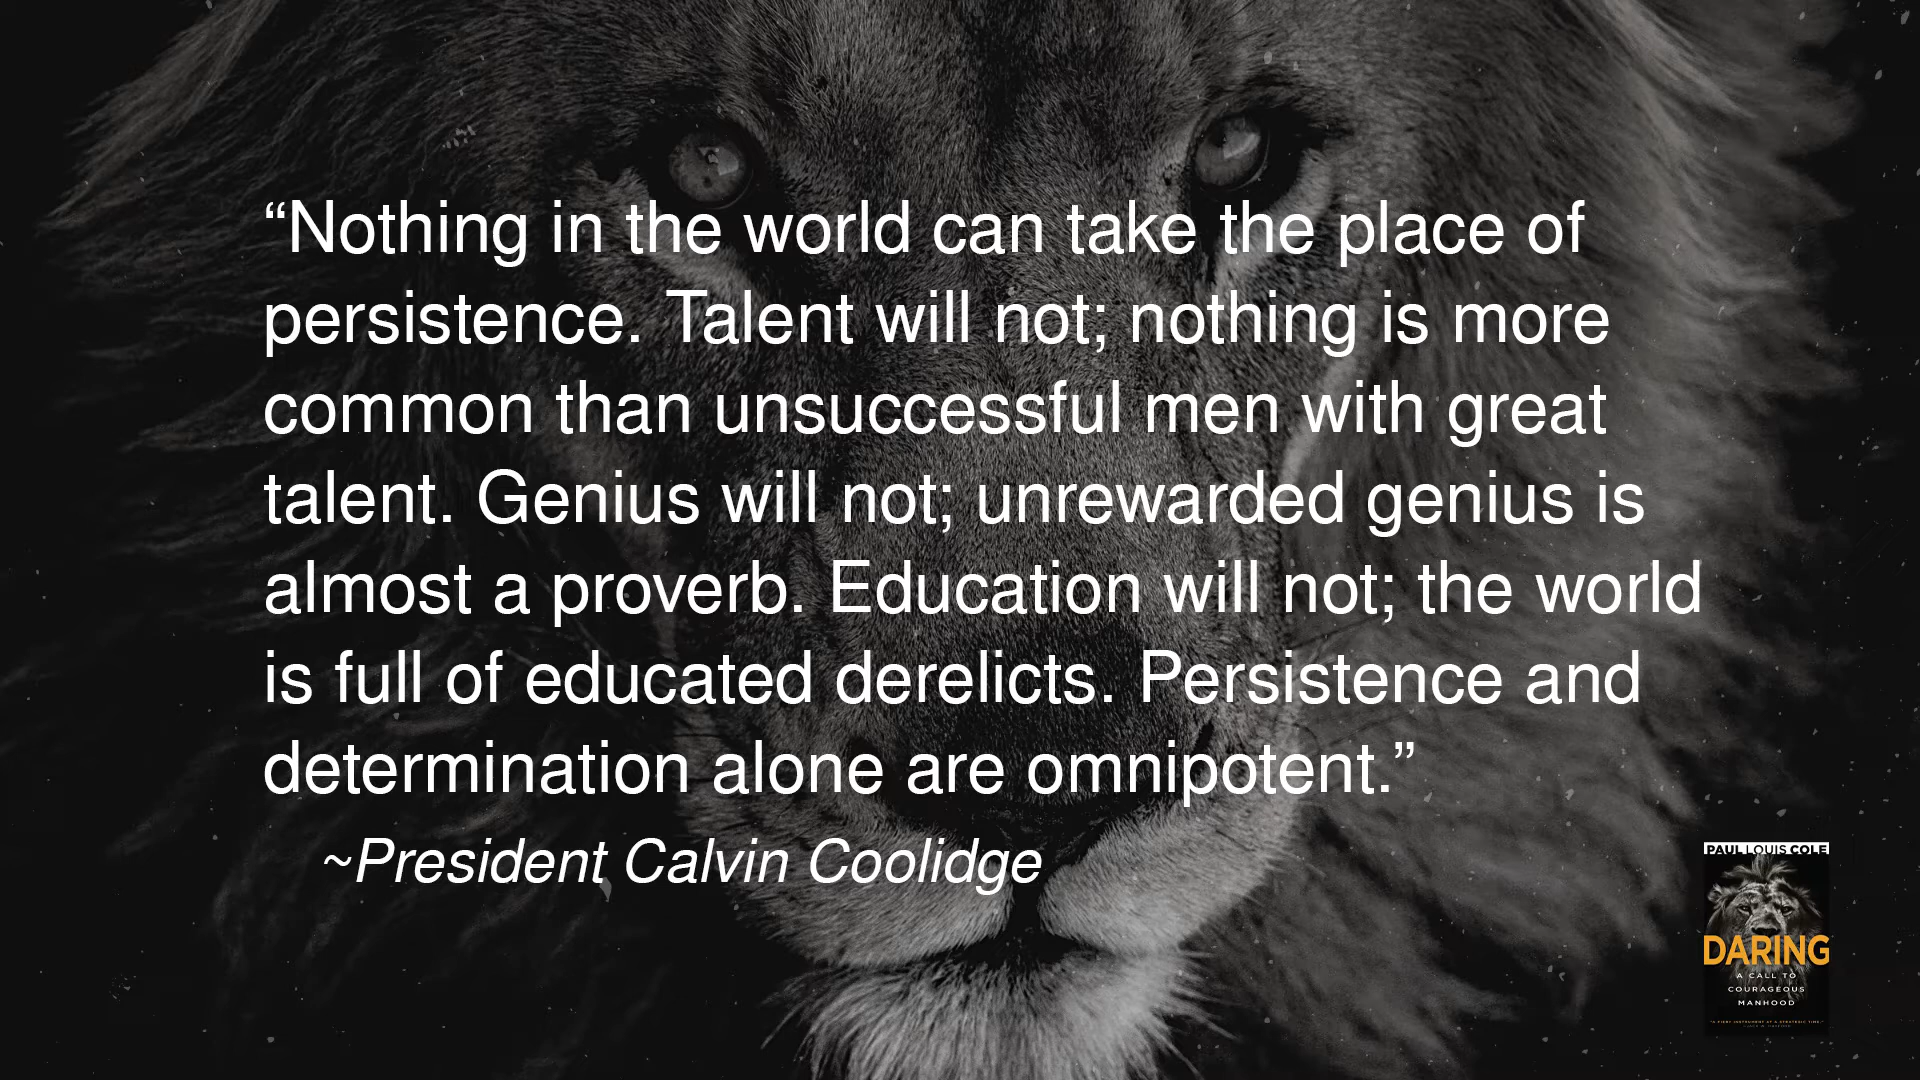 “Nothing in the world can take the place of
persistence. Talent will not; nothing is more
common than unsuccessful men with great
talent. Genius will not; unrewarded genius is
almost a proverb. Education will not; the world
is full of educated derelicts. Persistence and
determination alone are omnipotent.”
~President Calvin Coolidge
PAUL LOUIS COLE
DARING
A CALL TO
COURAGEOUS
MANHOOD